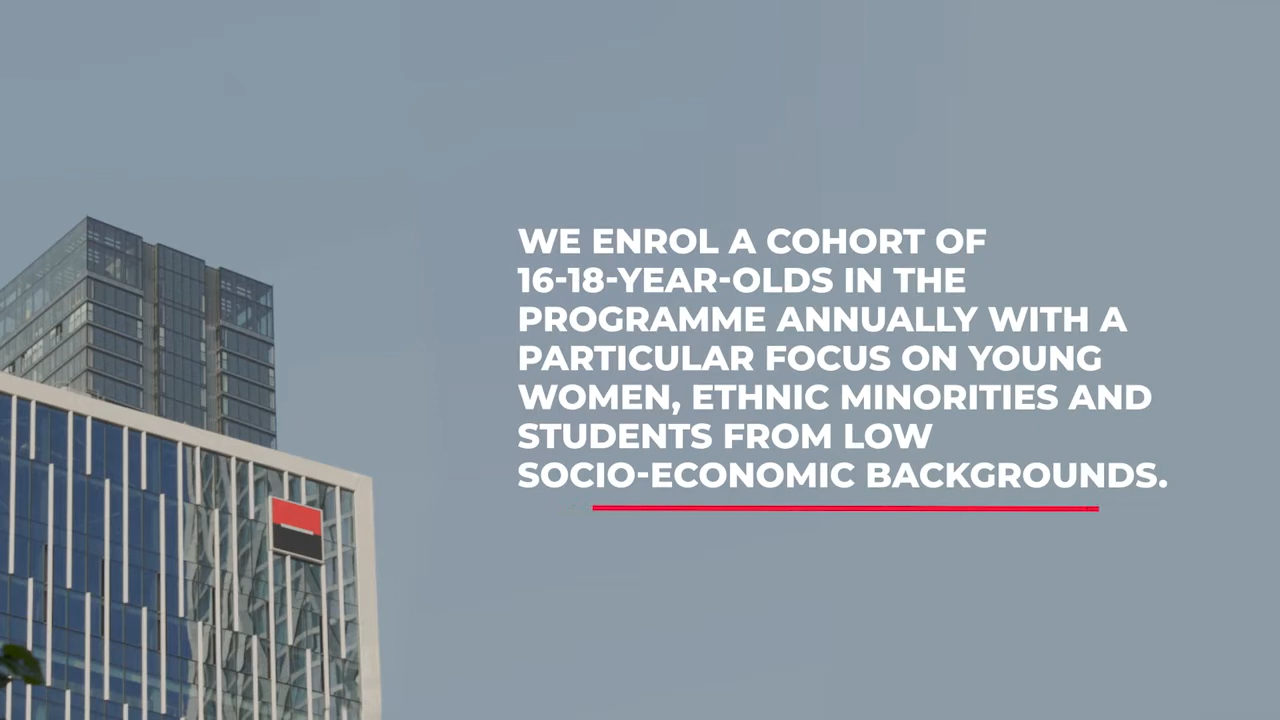 WE ENROL A COHORT OF
16-18-YEAR-OLDS IN THE
PROGRAMME ANNUALLY WITH A
PARTICULAR FOCUS ON YOUNG
WOMEN, ETHNIC MINORITIES AND
STUDENTS FROM LOW
SOCIO-ECONOMIC BACKGROUNDS.